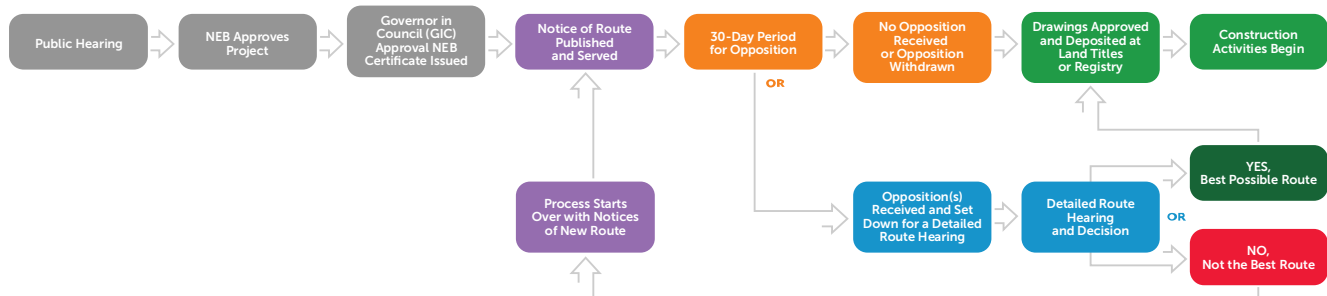 Public Hearing
NEB Approves
Project
Governor in
Council (GIC)
Approval NEB
Certificate Issued
Notice of Route
Published
and Served
30-Day Period
for Opposition
No Opposition
Received
or Opposition
Withdrawn
Drawings Approved
and Deposited at
Land Titles
or Registry
Construction
Activities Begin
OR
Process Starts
Over with Notices
of New Route
Opposition(s)
Received and Set
Down for a Detailed
Route Hearing
Detailed Route
Hearing
and Decision
OR
YES,
Best Possible Route
NO,
Not the Best Route